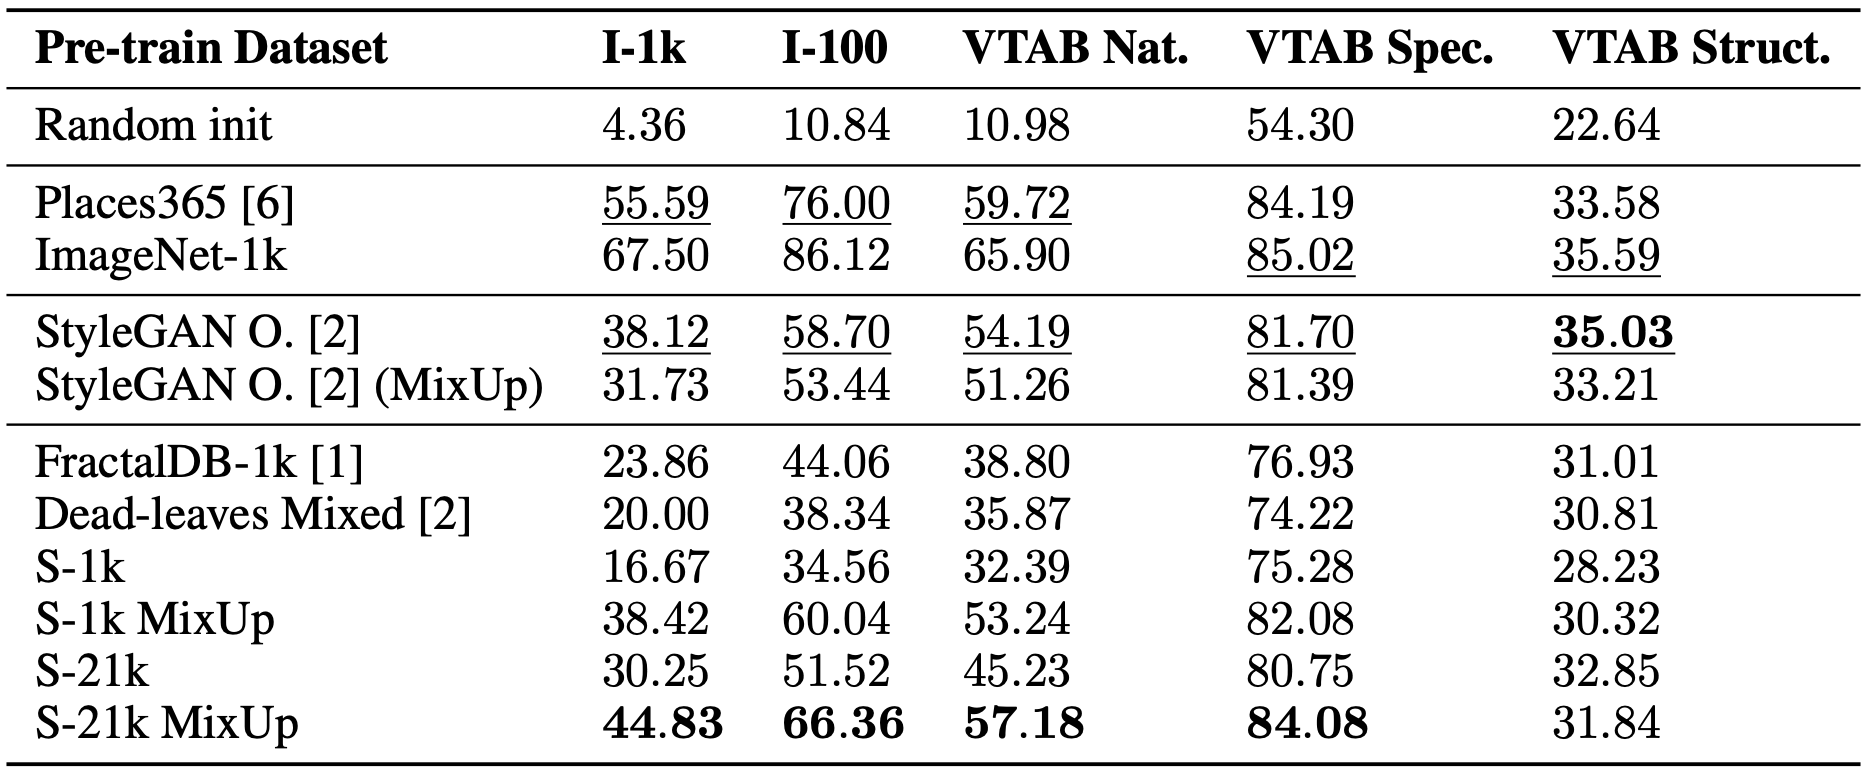 Pre-train Dataset I-1k I-100 VTAB Nat. VTAB Spec. VTAB Struct.
Random init 4.36 10.84 10.98 54.30 22.64
Places365 [6] 55.59 76.00 59.72 84.19 33.58
ImageNet-1k 67.50 86.12 65.90 85.02 35.59
StyleGAN O. [2] 38.12 58.70 54.19 81.70 35.03
StyleGAN O. [2] (MixUp) 31.73 53.44 51.26 81.39 33.21
FractalDB-1k [1] 23.86 44.06 38.80 76.93 31.01
Dead-leaves Mixed [2] 20.00 38.34 35.87 74.22 30.81
S-1k 16.67 34.56 32.39 75.28 28.23
S-1k MixUp 38.42 60.04 53.24 82.08 30.32
S-21k 30.25 51.52 45.23 80.75 32.85
S-21k MixUp 44.83 66.36 57.18 84.08 31.84